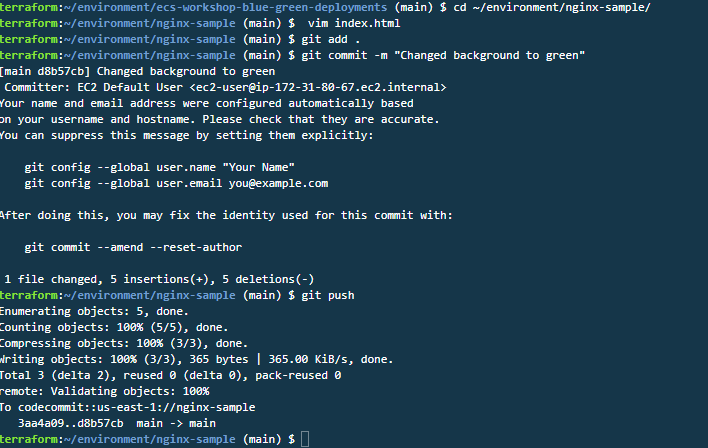 terraform:~/environment/ecs-workshop-blue-green-deployments (main) $ cd ~/environment/nginx-sample/
terraform:~/environment/nginx-sample (main) $  vim index.html
terraform:~/environment/nginx-sample (main) $ git add .
terraform:~/environment/nginx-sample (main) $ git commit -m "Changed background to green"
[main d8b57cb] Changed background to green
 Committer: EC2 Default User <ec2-user@ip-172-31-80-67.ec2.internal>
Your name and email address were configured automatically based
on your username and hostname. Please check that they are accurate.
You can suppress this message by setting them explicitly:

    git config --global user.name "Your Name"
    git config --global user.email you@example.com

After doing this, you may fix the identity used for this commit with:

    git commit --amend --reset-author

 1 file changed, 5 insertions(+), 5 deletions(-)
terraform:~/environment/nginx-sample (main) $ git push
Enumerating objects: 5, done.
Counting objects: 100% (5/5), done.
Compressing objects: 100% (3/3), done.
Writing objects: 100% (3/3), 365 bytes | 365.00 KiB/s, done.
Total 3 (delta 2), reused 0 (delta 0), pack-reused 0
remote: Validating objects: 100%
To codecommit::us-east-1://nginx-sample
   3aa4a09..d8b57cb  main -> main
terraform:~/environment/nginx-sample (main) $